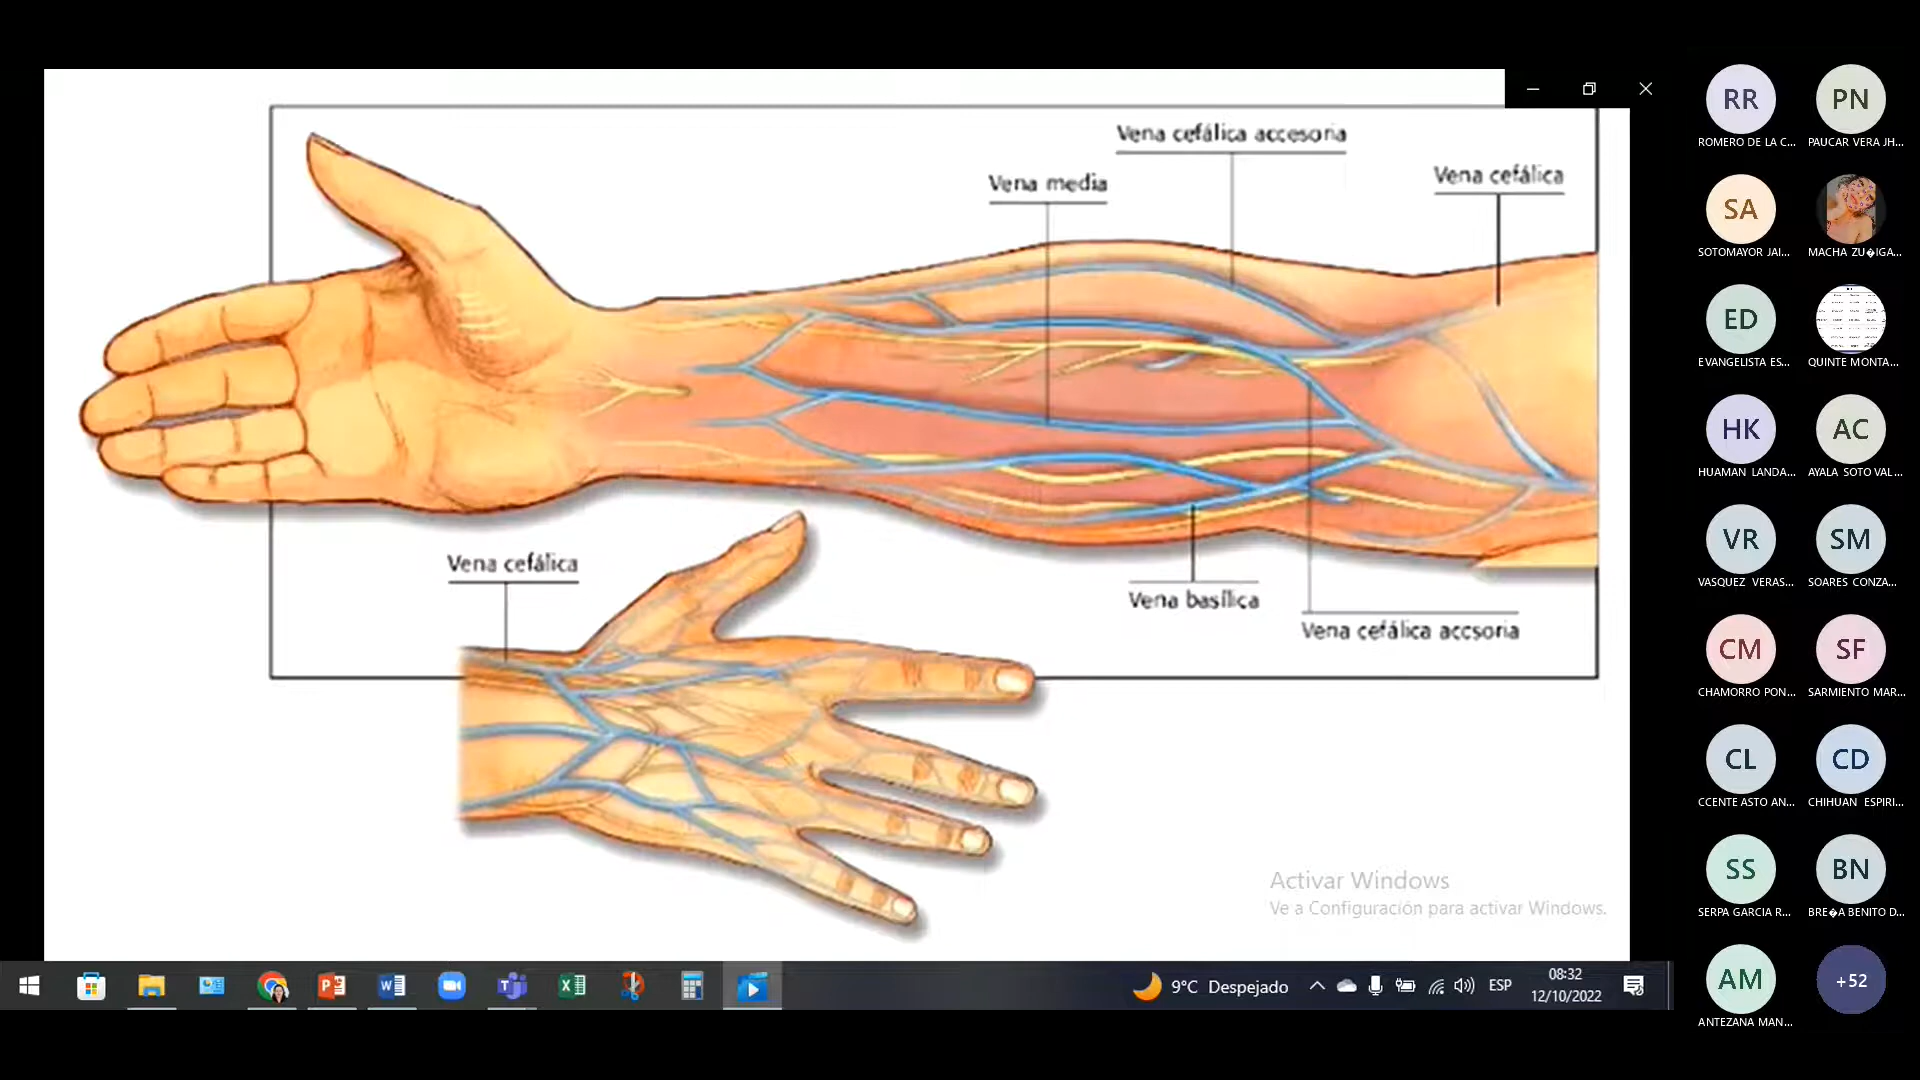 Vena cefálica accesoria
Vena media
Vena cefálica
Vena cefálica
Vena basílica
Vena cefálica accsoria
Activar Windows
Ve a Configuración para activar Windows.
9°C Despejado
ESP
08:32
12/10/2022
RR
ROMERO DE LA C...
PN
PAUCAR VERA JH...
SA
SOTOMAYOR JAI...
MACHA ZU�IGA...
ED
EVANGELISTA ES...
QUINTE MONTA...
HK
HUAMAN LANDA...
AC
AYALA SOTO VAL...
VR
VASQUEZ VERAS...
SM
SOARES CONZA...
CM
CHAMORRO PON...
SF
SARMIENTO MAR...
CL
CCENTE ASTO AN...
CD
CHIHUAN ESPIRI...
SS
SERPA GARCIA R...
BN
BRE�A BENITO D...
AM
ANTEZANA MAN...
+52